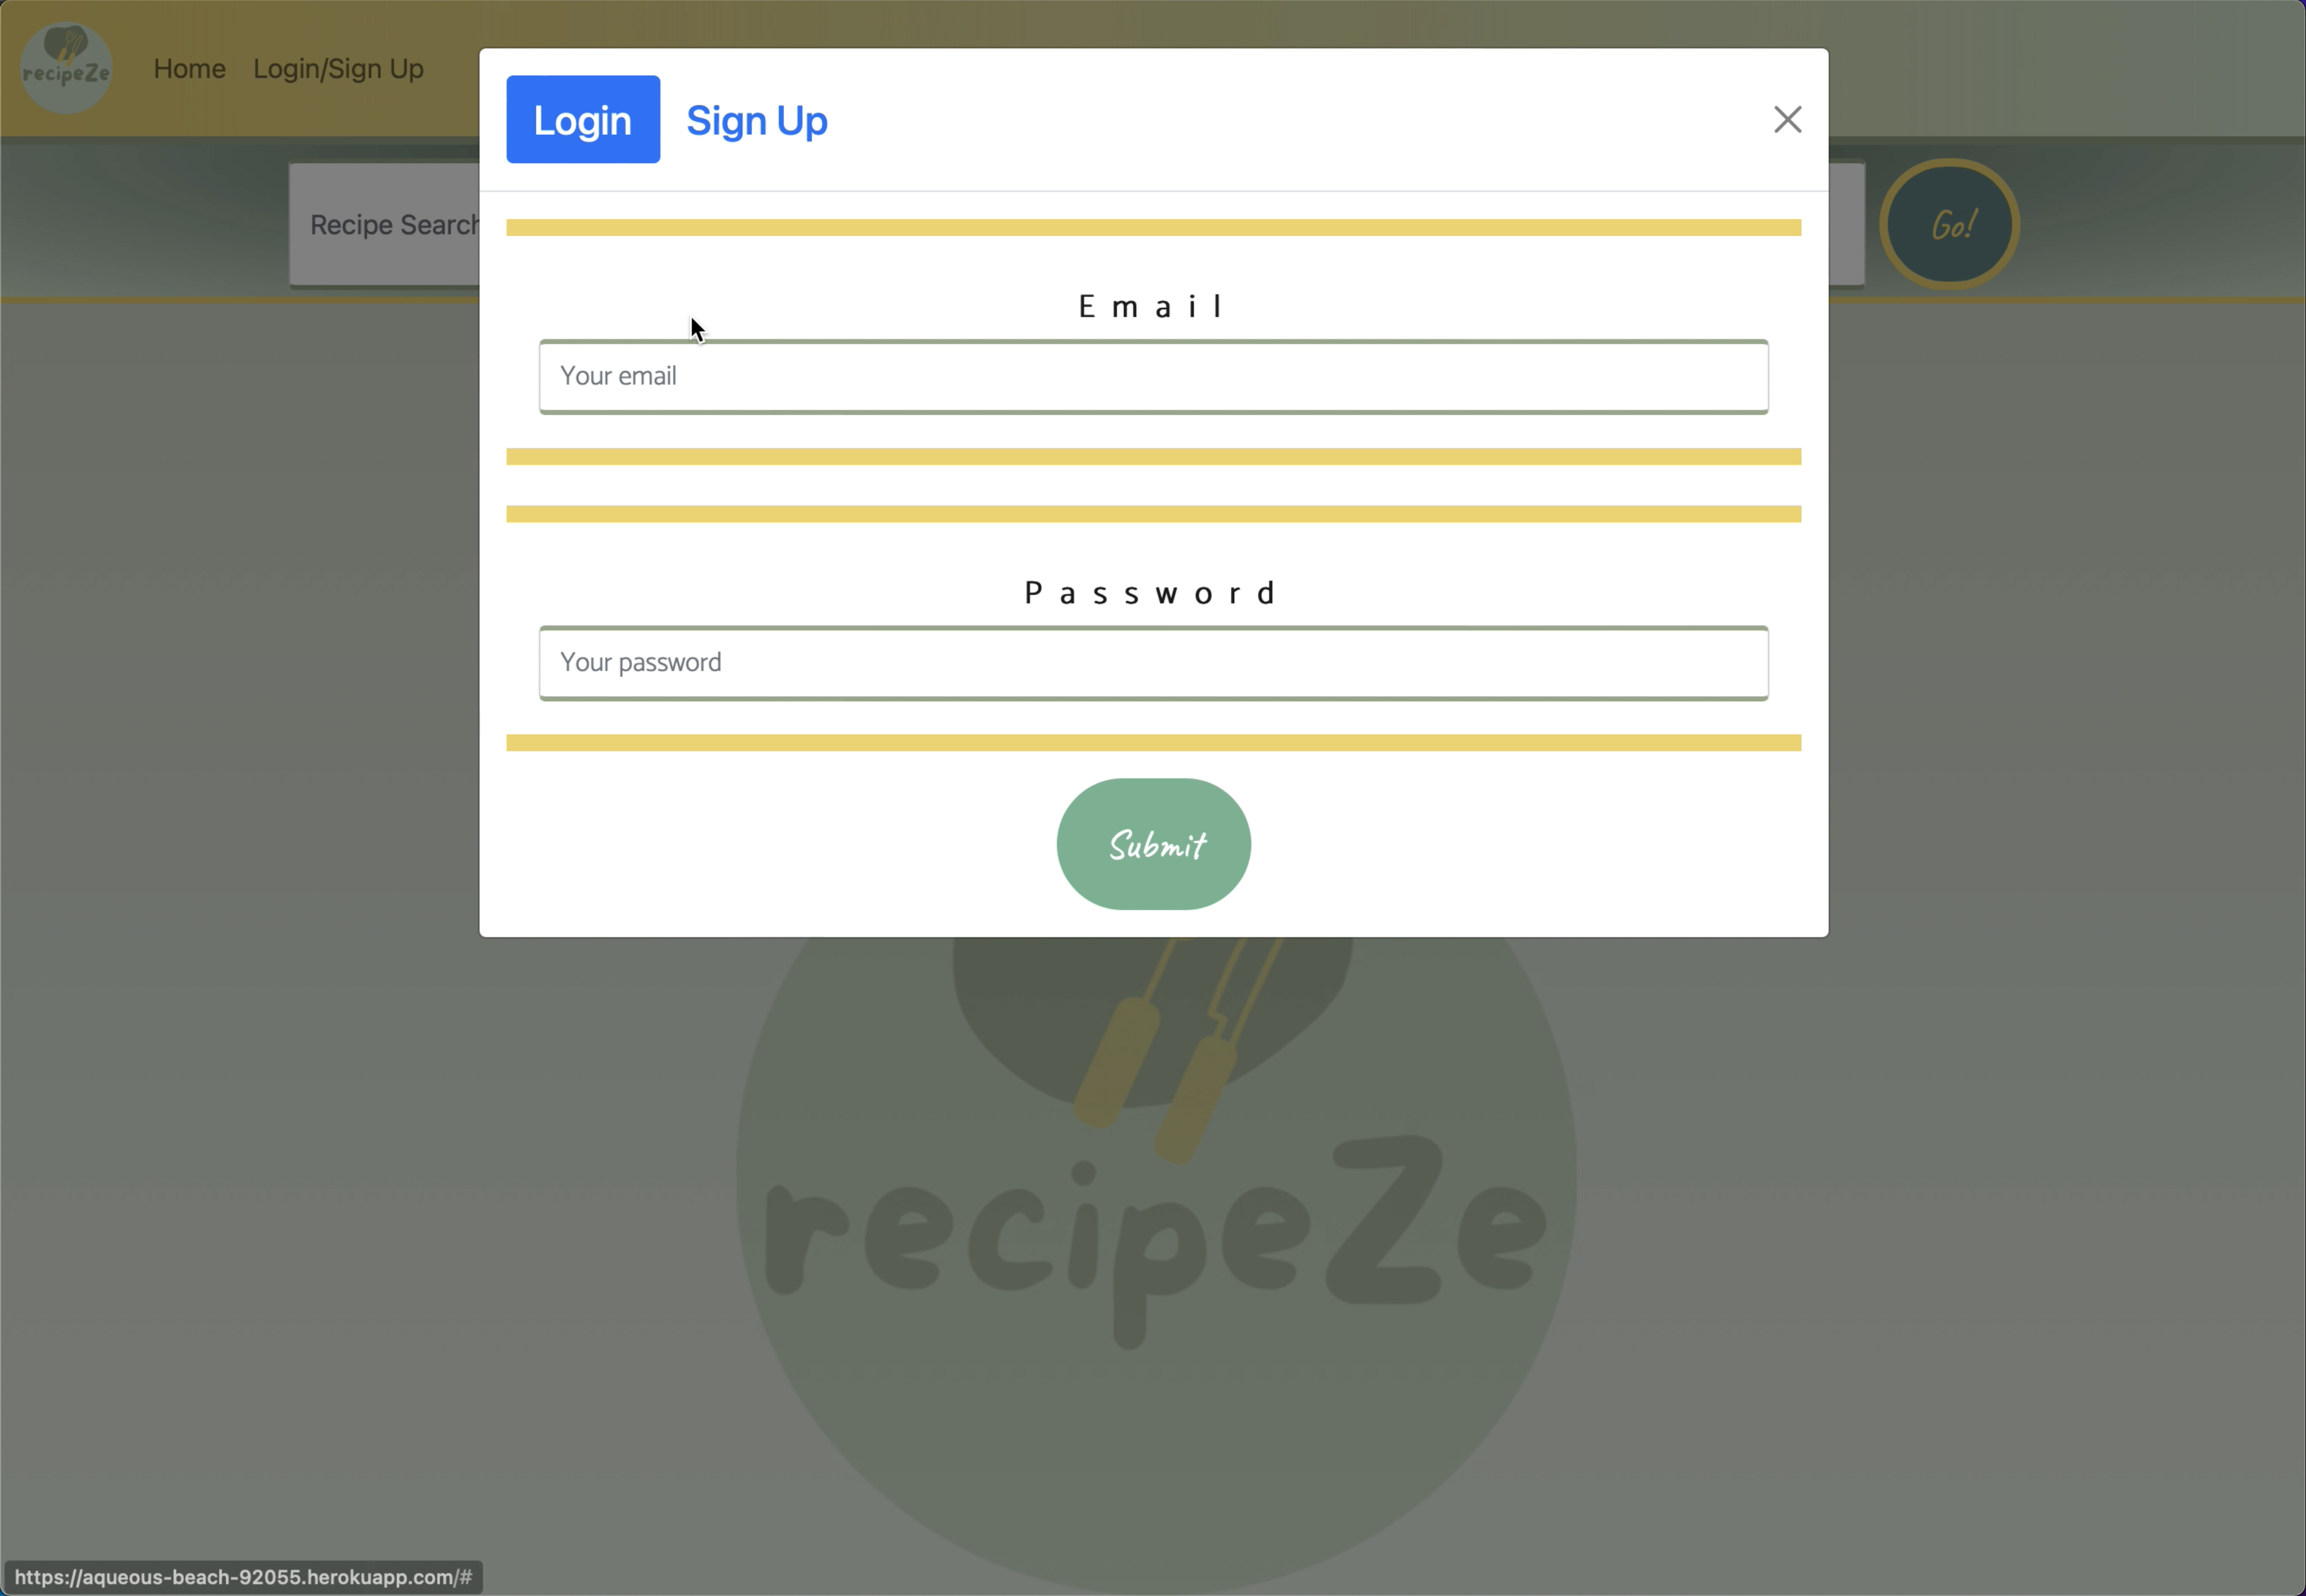 recipeZe
Home Login/Sign Up
Login Sign Up
Recipe Search
Go!
Email
Your email
Password
Your password
Submit
recipeZe
https://aqueous-beach-92055.herokuapp.com/#